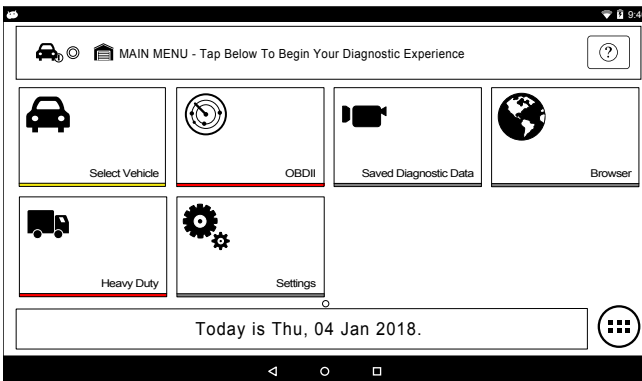 9:4
MAIN MENU - Tap Below To Begin Your Diagnostic Experience
?
Select Vehicle
OBDII
Saved Diagnostic Data
Browser
Heavy Duty
Settings
Today is Thu, 04 Jan 2018.